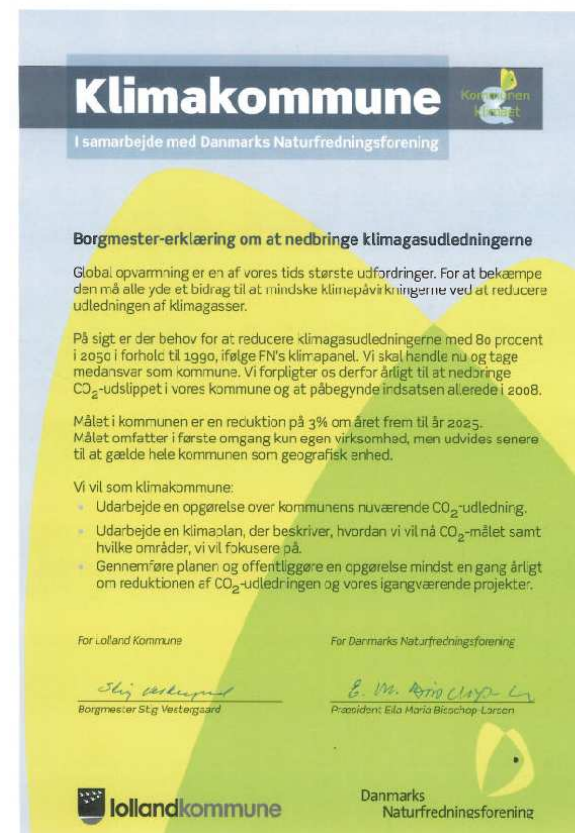 Klimakommune
Kommunen
& klimaet
I samarbejde med Danmarks Naturfredningsforening
Borgmester-erklæring om at nedbringe klimagasudledningerne
Global opvarmning er en af vores tids største udfordringer. For at bekæmpe
den må alle yde et bidrag til at mindske klimapåvirkningerne ved at reducere
udledningen af klimagasser.
På sigt er der behov for at reducere klimagasudledningerne med 80 procent
i 2050 i forhold til 1990, ifølge FN's klimapanel. Vi skal handle nu og tage
medansvar som kommune. Vi forpligter os derfor årligt til at nedbringe
CO₂-udslippet i vores kommune og at påbegynde indsatsen allerede i 2008.
Målet i kommunen er en reduktion på 3% om året frem til år 2025.
Målet omfatter i første omgang kun egen virksomhed, men udvides senere
til at gælde hele kommunen som geografisk enhed.
Vi vil som klimakommune:
• Udarbejde en opgørelse over kommunens nuværende CO₂-udledning.
• Udarbejde en klimaplan, der beskriver, hvordan vi vil nå CO₂-målet samt
hvilke områder, vi vil fokusere på.
• Gennemføre planen og offentliggøre en opgørelse mindst en gang årligt
om reduktionen af CO₂-udledningen og vores igangværende projekter.
For Lolland Kommune
For Danmarks Naturfredningsforening
Borgmester Stig Vestergaard
Præsident Ella Maria Bisschop-Larsen
lollandkommune
Danmarks
Naturfredningsforening